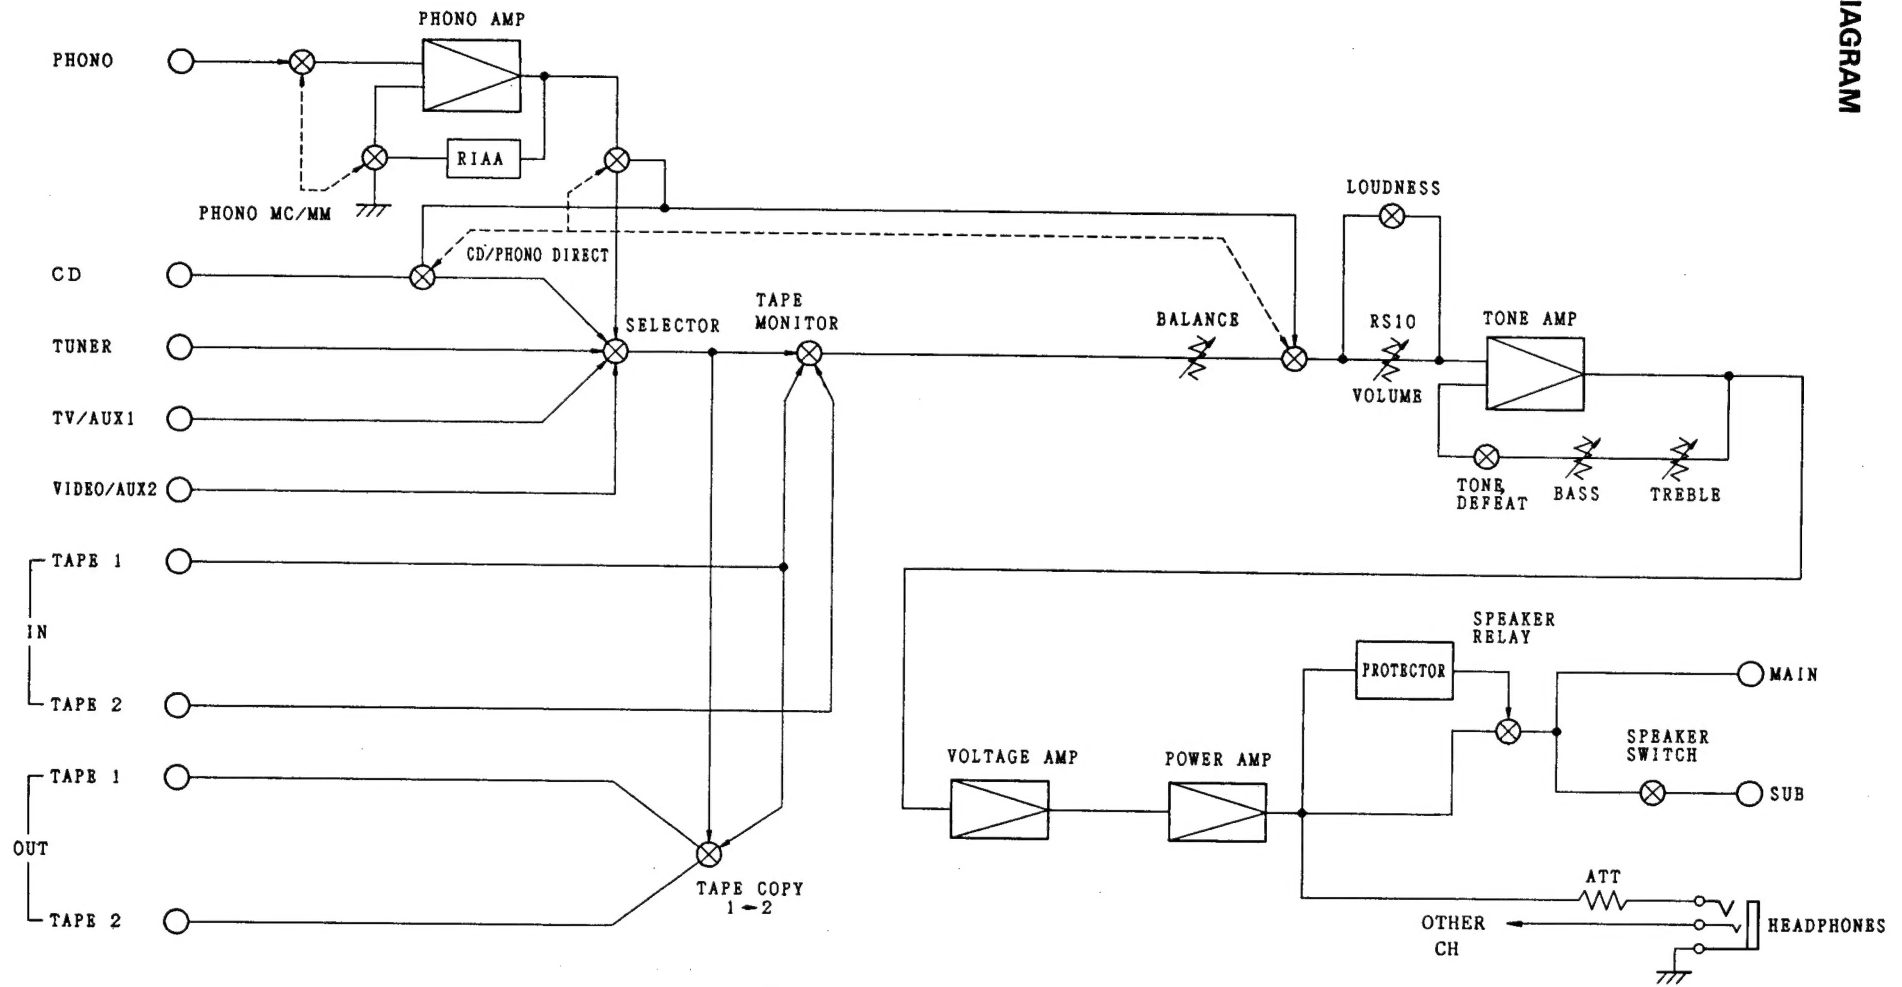 IAGRAM
PHONO AMP
PHONO
RIAA
PHONO MC/MM
LOUDNESS
CD/PHONO DIRECT
CD
TAPE
MONITOR
SELECTOR
BALANCE
RS10
TONE AMP
TUNER
VOLUME
TV/AUX1
TONE
DEFEAT
BASS
TREBLE
VIDEO/AUX2
TAPE 1
IN
SPEAKER
RELAY
PROTECTOR
MAIN
TAPE 2
SPEAKER
SWITCH
VOLTAGE AMP
POWER AMP
TAPE 1
SUB
OUT
TAPE COPY
1→2
ATT
TAPE 2
OTHER
CH
HEADPHONES